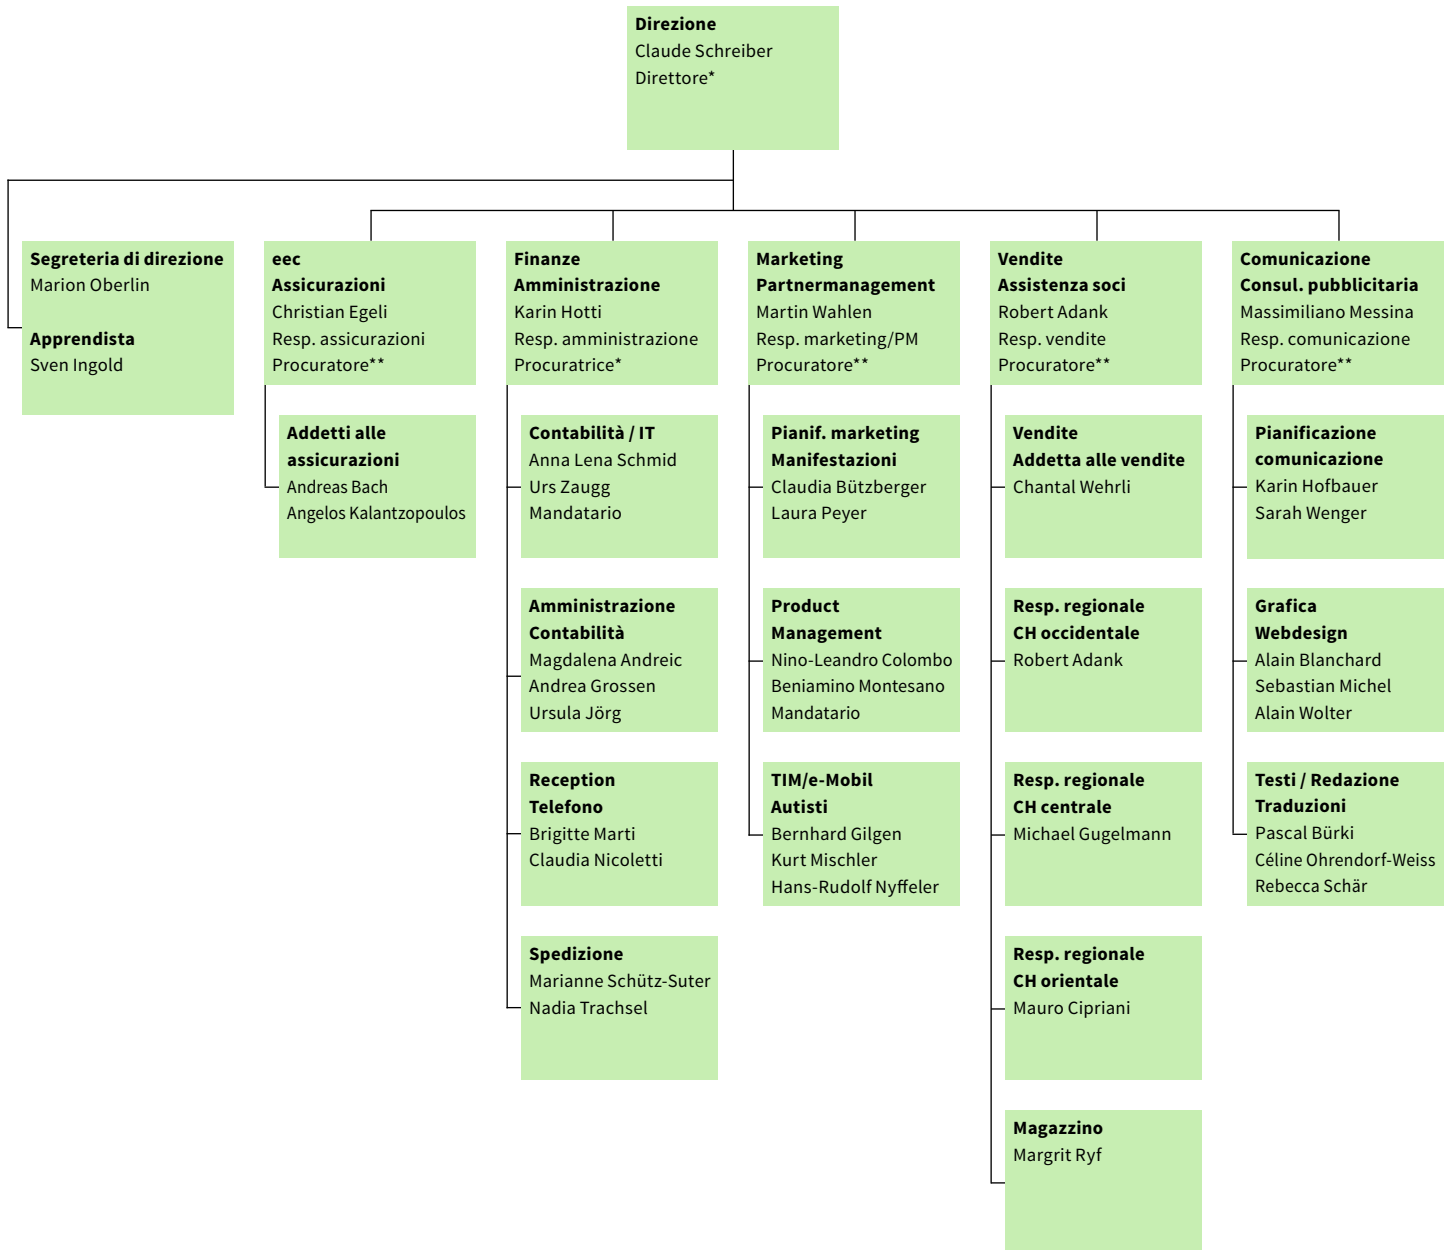 Direzione
Claude Schreiber
Direttore*
Segreteria di direzione
Marion Oberlin
Apprendista
Sven Ingold
eec
Assicurazioni
Christian Egeli
Resp. assicurazioni
Procuratore**
Addetti alle
assicurazioni
Andreas Bach
Angelos Kalantzopoulos
Finanze
Amministrazione
Karin Hotti
Resp. amministrazione
Procuratrice*
Contabilità / IT
Anna Lena Schmid
Urs Zaugg
Mandatario
Amministrazione
Contabilità
Magdalena Andreic
Andrea Grossen
Ursula Jörg
Reception
Telefono
Brigitte Marti
Claudia Nicoletti
Spedizione
Marianne Schütz-Suter
Nadia Trachsel
Marketing
Partnermanagement
Martin Wahlen
Resp. marketing/PM
Procuratore**
Pianif. marketing
Manifestazioni
Claudia Bützberger
Laura Peyer
Product
Management
Nino-Leandro Colombo
Beniamino Montesano
Mandatario
TIM/e-Mobil
Autisti
Bernhard Gilgen
Kurt Mischler
Hans-Rudolf Nyffeler
Vendite
Assistenza soci
Robert Adank
Resp. vendite
Procuratore**
Vendite
Addetta alle vendite
Chantal Wehrli
Resp. regionale
CH occidentale
Robert Adank
Resp. regionale
CH centrale
Michael Gugelmann
Resp. regionale
CH orientale
Mauro Cipriani
Magazzino
Margrit Ryf
Comunicazione
Consul. pubblicitaria
Massimiliano Messina
Resp. comunicazione
Procuratore**
Pianificazione
comunicazione
Karin Hofbauer
Sarah Wenger
Grafica
Webdesign
Alain Blanchard
Sebastian Michel
Alain Wolter
Testi / Redazione
Traduzioni
Pascal Bürki
Céline Ohrendorf-Weiss
Rebecca Schär